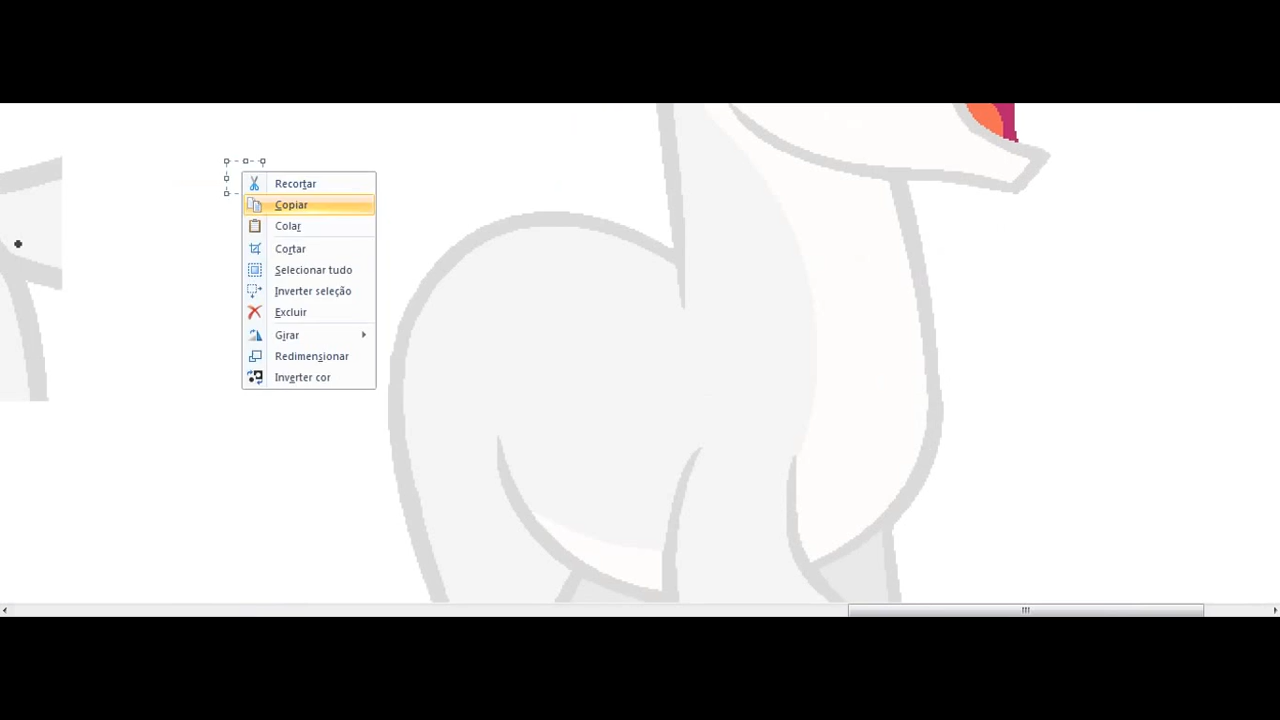 Recortar
Copiar
Colar
Cortar
Selecionar tudo
Inverter seleção
Excluir
Girar
Redimensionar
Inverter cor